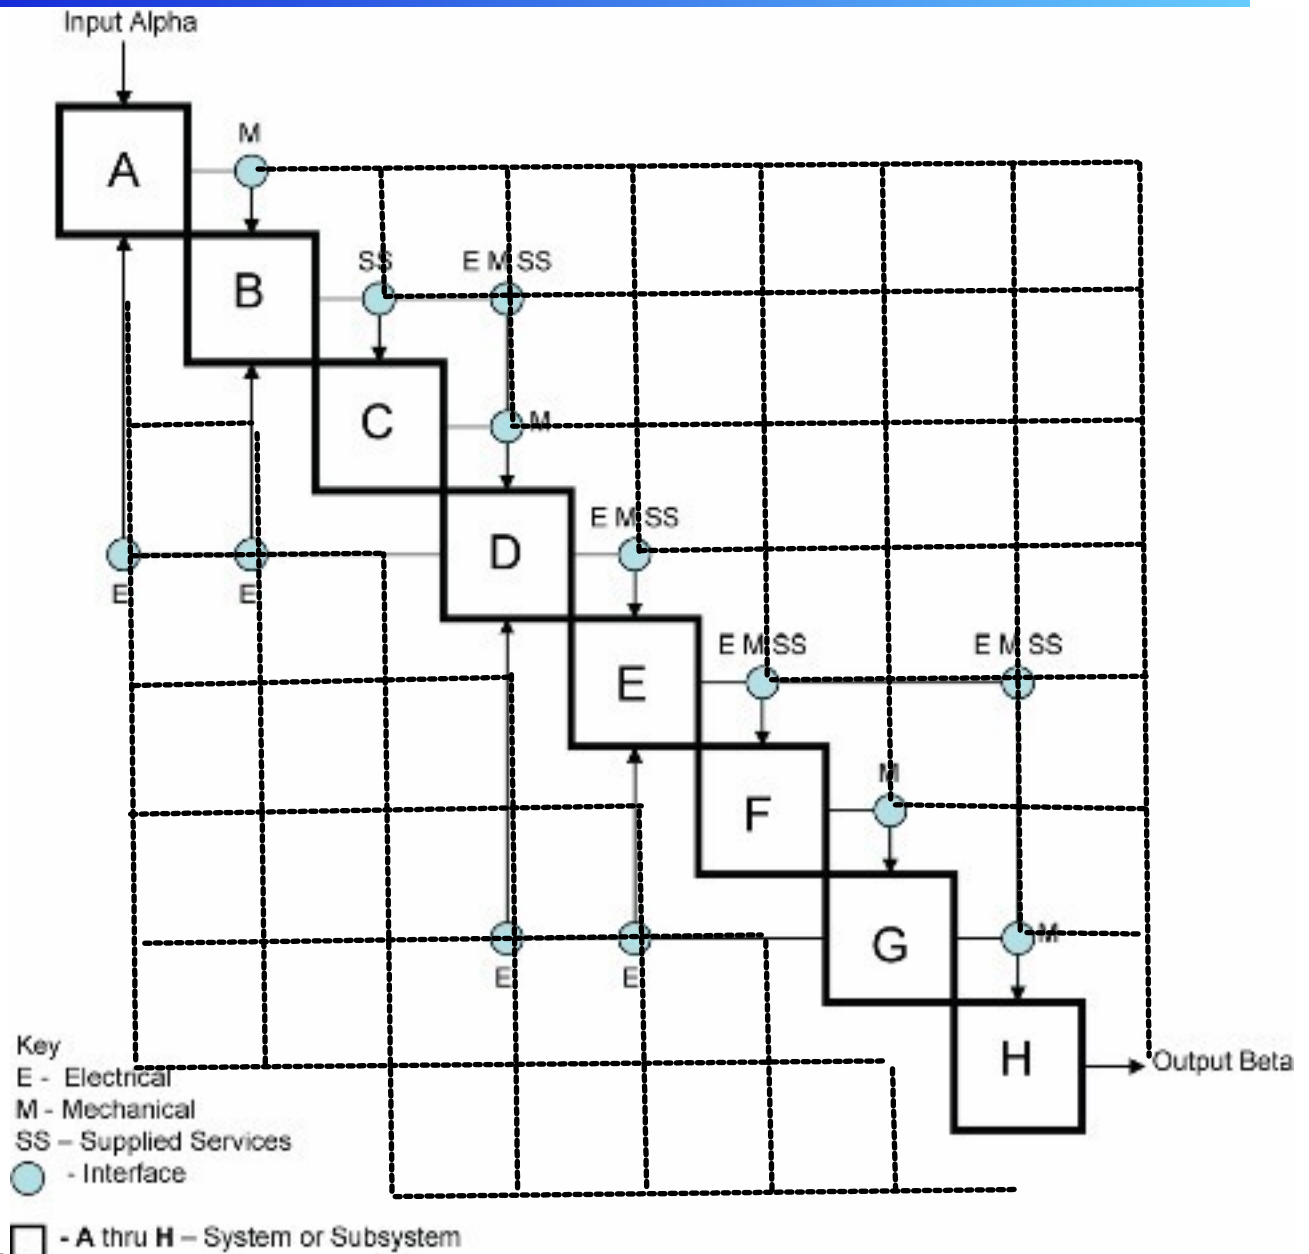 Input Alpha
M
A
SS E M SS
B
C M
E M SS
D
E E
E M SS E M SS
E
M
F
G M
E E
Key
E - Electrical
M - Mechanical
SS – Supplied Services
- Interface
H Output Beta
- A thru H – System or Subsystem